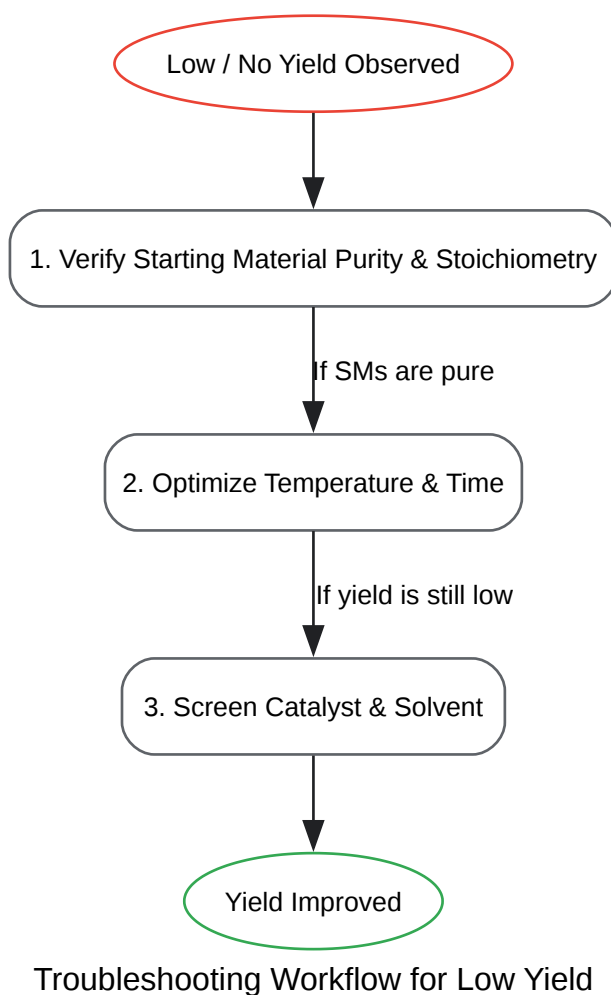 Low / No Yield Observed
1. Verify Starting Material Purity & Stoichiometry
If SMs are pure
2. Optimize Temperature & Time
If yield is still low
3. Screen Catalyst & Solvent
Yield Improved
Troubleshooting Workflow for Low Yield